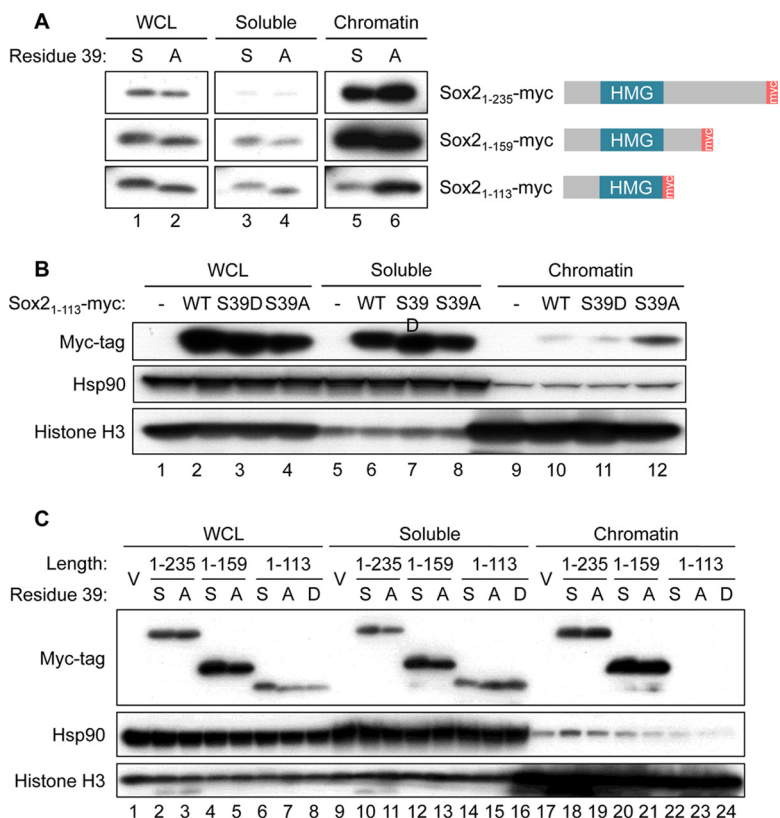 A
WCL Soluble Chromatin
Residue 39: S A S A S A
Sox21-235-myc HMG myc
Sox21-159-myc HMG myc
Sox21-113-myc HMG myc
1 2 3 4 5 6
B
WCL Soluble Chromatin
Sox21-113-myc: - WT S39D S39A - WT S39 D S39A - WT S39D S39A
Myc-tag
Hsp90
Histone H3
1 2 3 4 5 6 7 8 9 10 11 12
C
WCL Soluble Chromatin
Length: V 1-235 1-159 1-113 V 1-235 1-159 1-113 V 1-235 1-159 1-113
Residue 39: S A S A S A D S A S A S A D S A S A S A D
Myc-tag
Hsp90
Histone H3
1 2 3 4 5 6 7 8 9 10 11 12 13 14 15 16 17 18 19 20 21 22 23 24